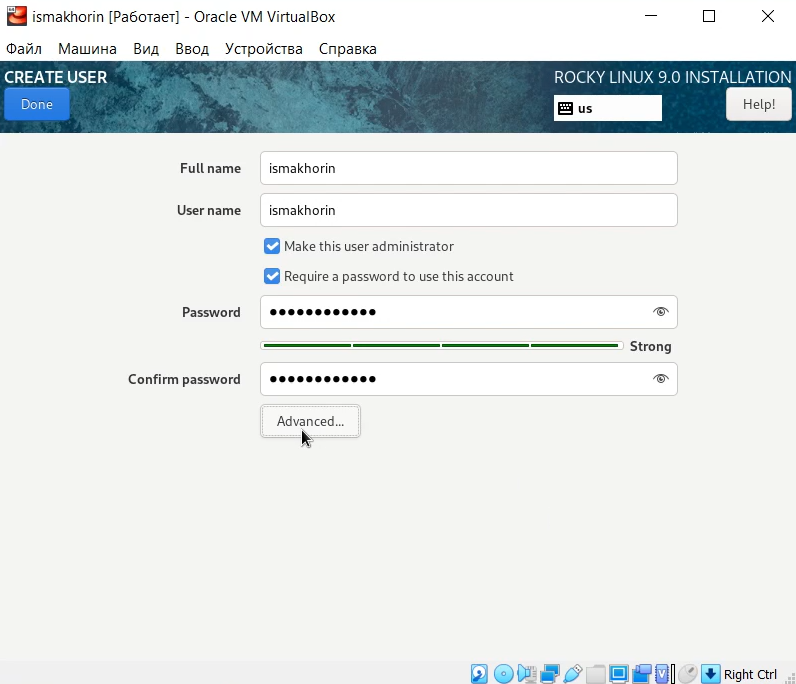 ismakhorin [Работает] - Oracle VM VirtualBox
Файл Машина Вид Ввод Устройства Справка
CREATE USER
ROCKY LINUX 9.0 INSTALLATION
Done
us
Help!
Full name ismakhorin
User name ismakhorin
Make this user administrator
Require a password to use this account
Password ●●●●●●●●●●●●
Strong
Confirm password ●●●●●●●●●●●●
Advanced...
Right Ctrl